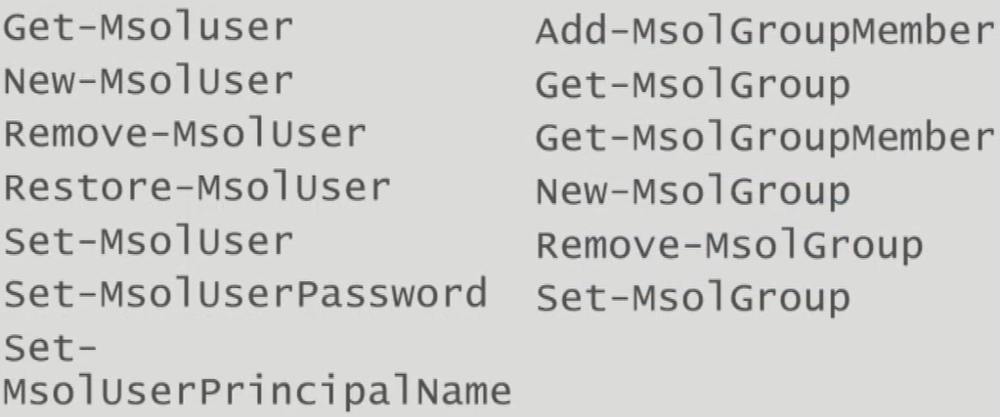 Get-Msoluser
New-MsolUser
Remove-MsolUser
Restore-MsolUser
Set-MsolUser
Set-MsolUserPassword
Set-
MsolUserPrincipalName
Add-MsolGroupMember
Get-MsolGroup
Get-MsolGroupMember
New-MsolGroup
Remove-MsolGroup
Set-MsolGroup